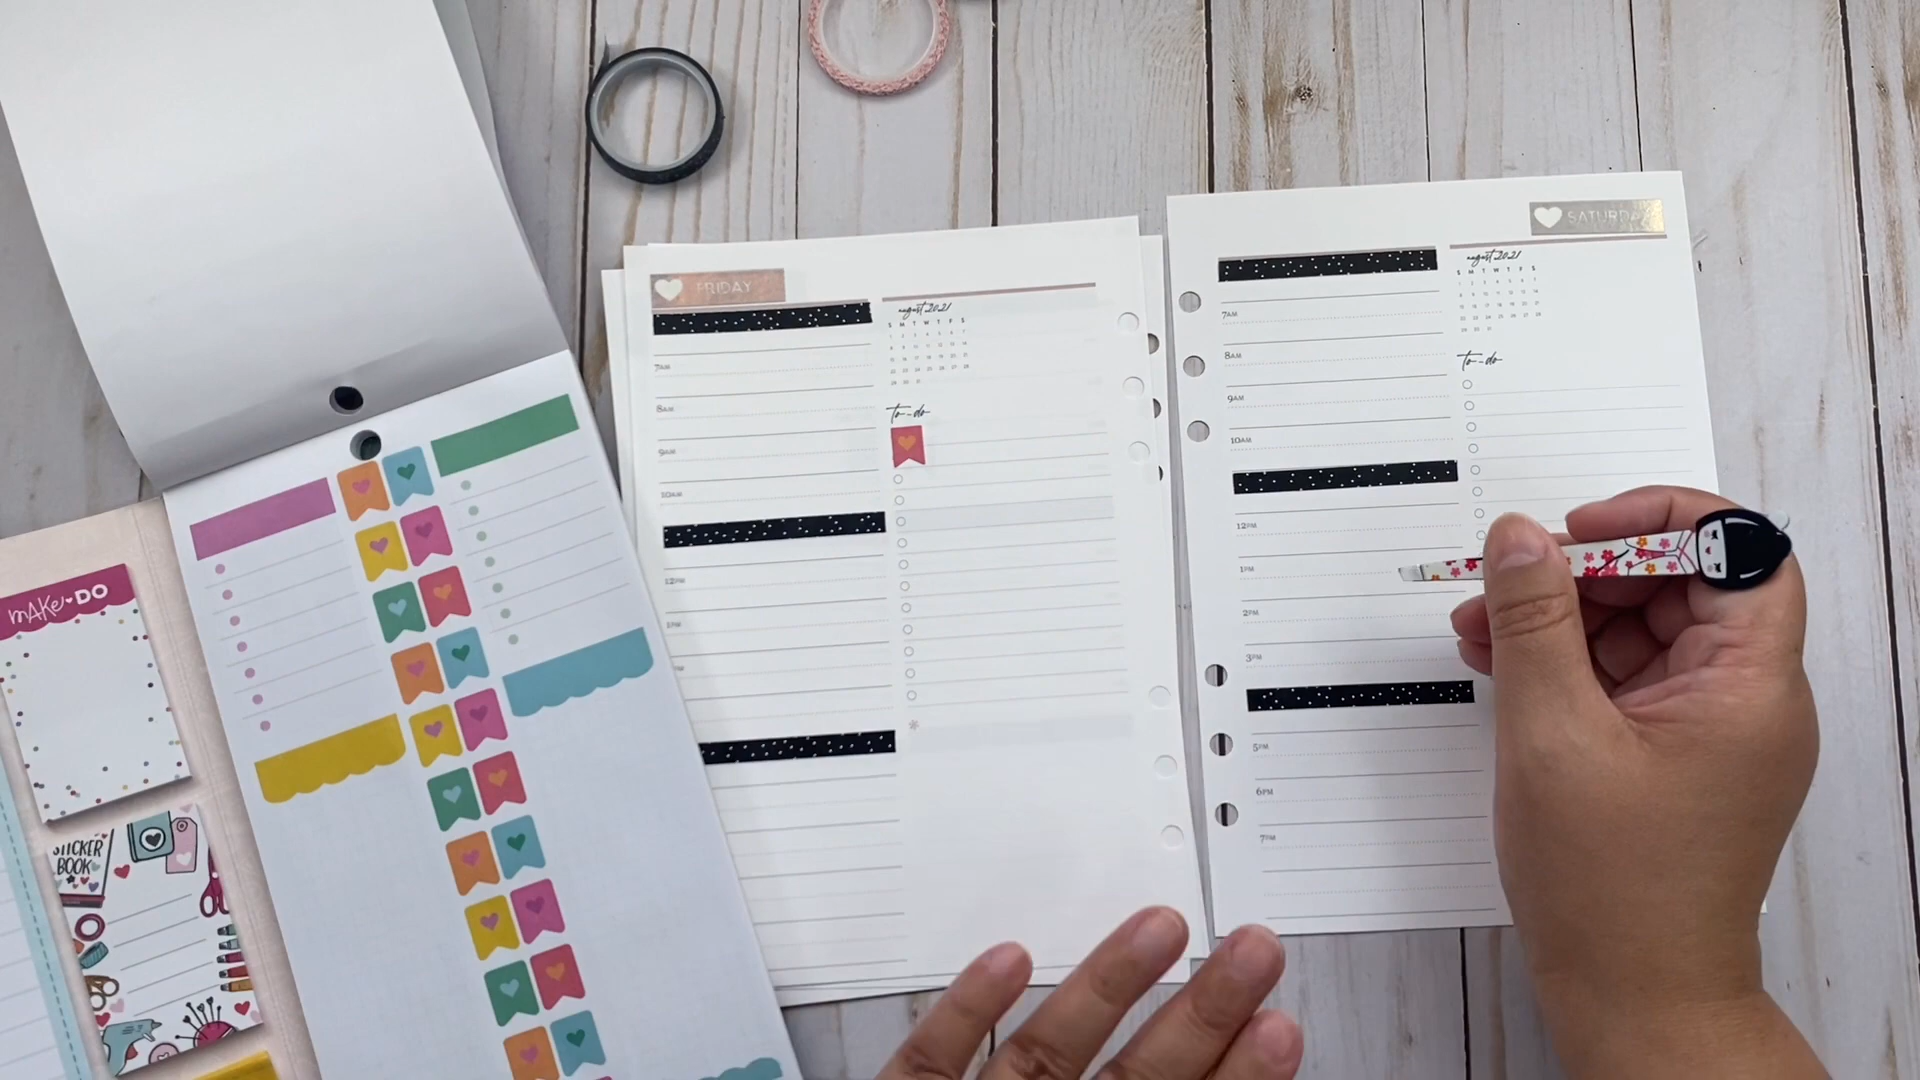 make·DO
STICKER
BOOK
FRIDAY
august 2021
S M T W T F S
to-do
7AM
8AM
9AM
10AM
12PM
1PM
SATURDAY
august 2021
S M T W T F S
to-do
7AM
8AM
9AM
10AM
12PM
1PM
2PM
3PM
5PM
6PM
7PM